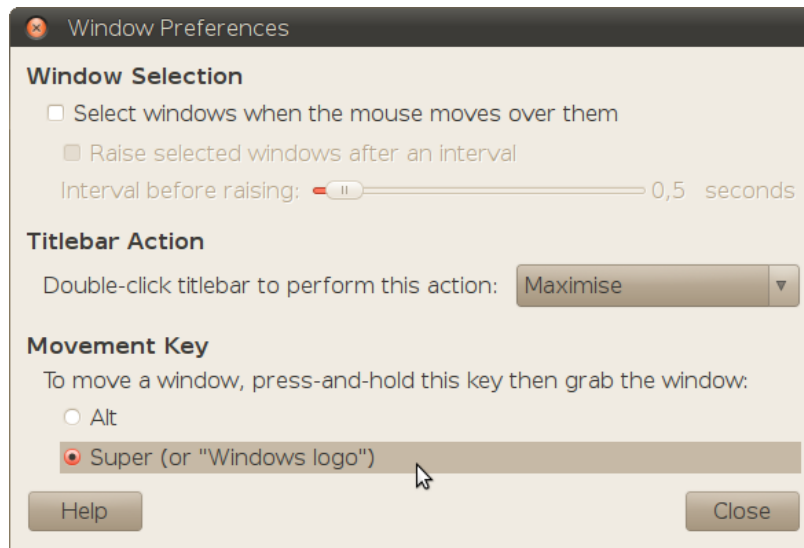 Window Preferences
Window Selection
Select windows when the mouse moves over them
Raise selected windows after an interval
Interval before raising: 0,5 seconds
Titlebar Action
Double-click titlebar to perform this action: Maximise
Movement Key
To move a window, press-and-hold this key then grab the window:
Alt
Super (or "Windows logo")
Help Close